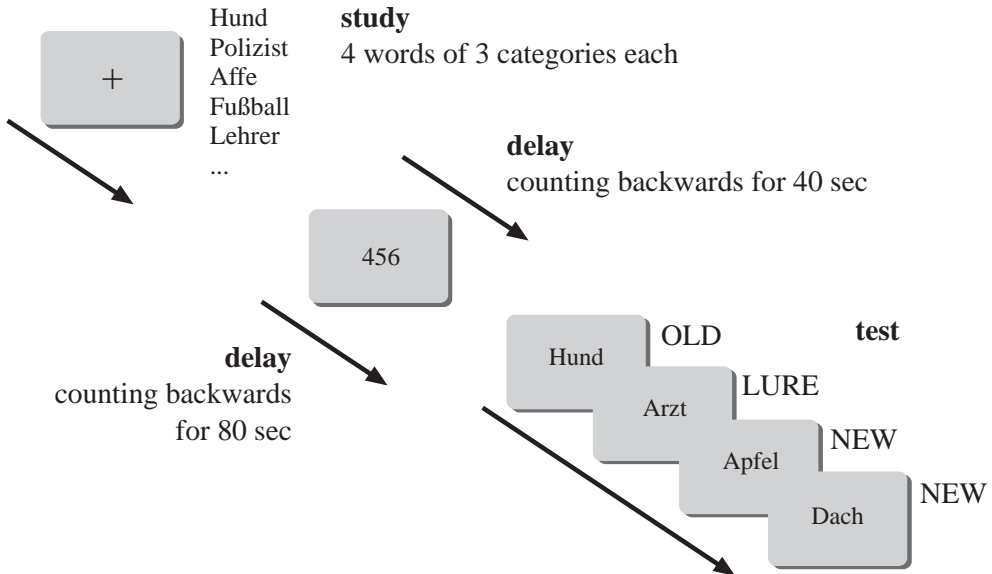 +
Hund
Polizist
Affe
Fußball
Lehrer
...
study
4 words of 3 categories each
delay
counting backwards for 40 sec
456
delay
counting backwards
for 80 sec
test
Hund
OLD
Arzt
LURE
Apfel
NEW
Dach
NEW